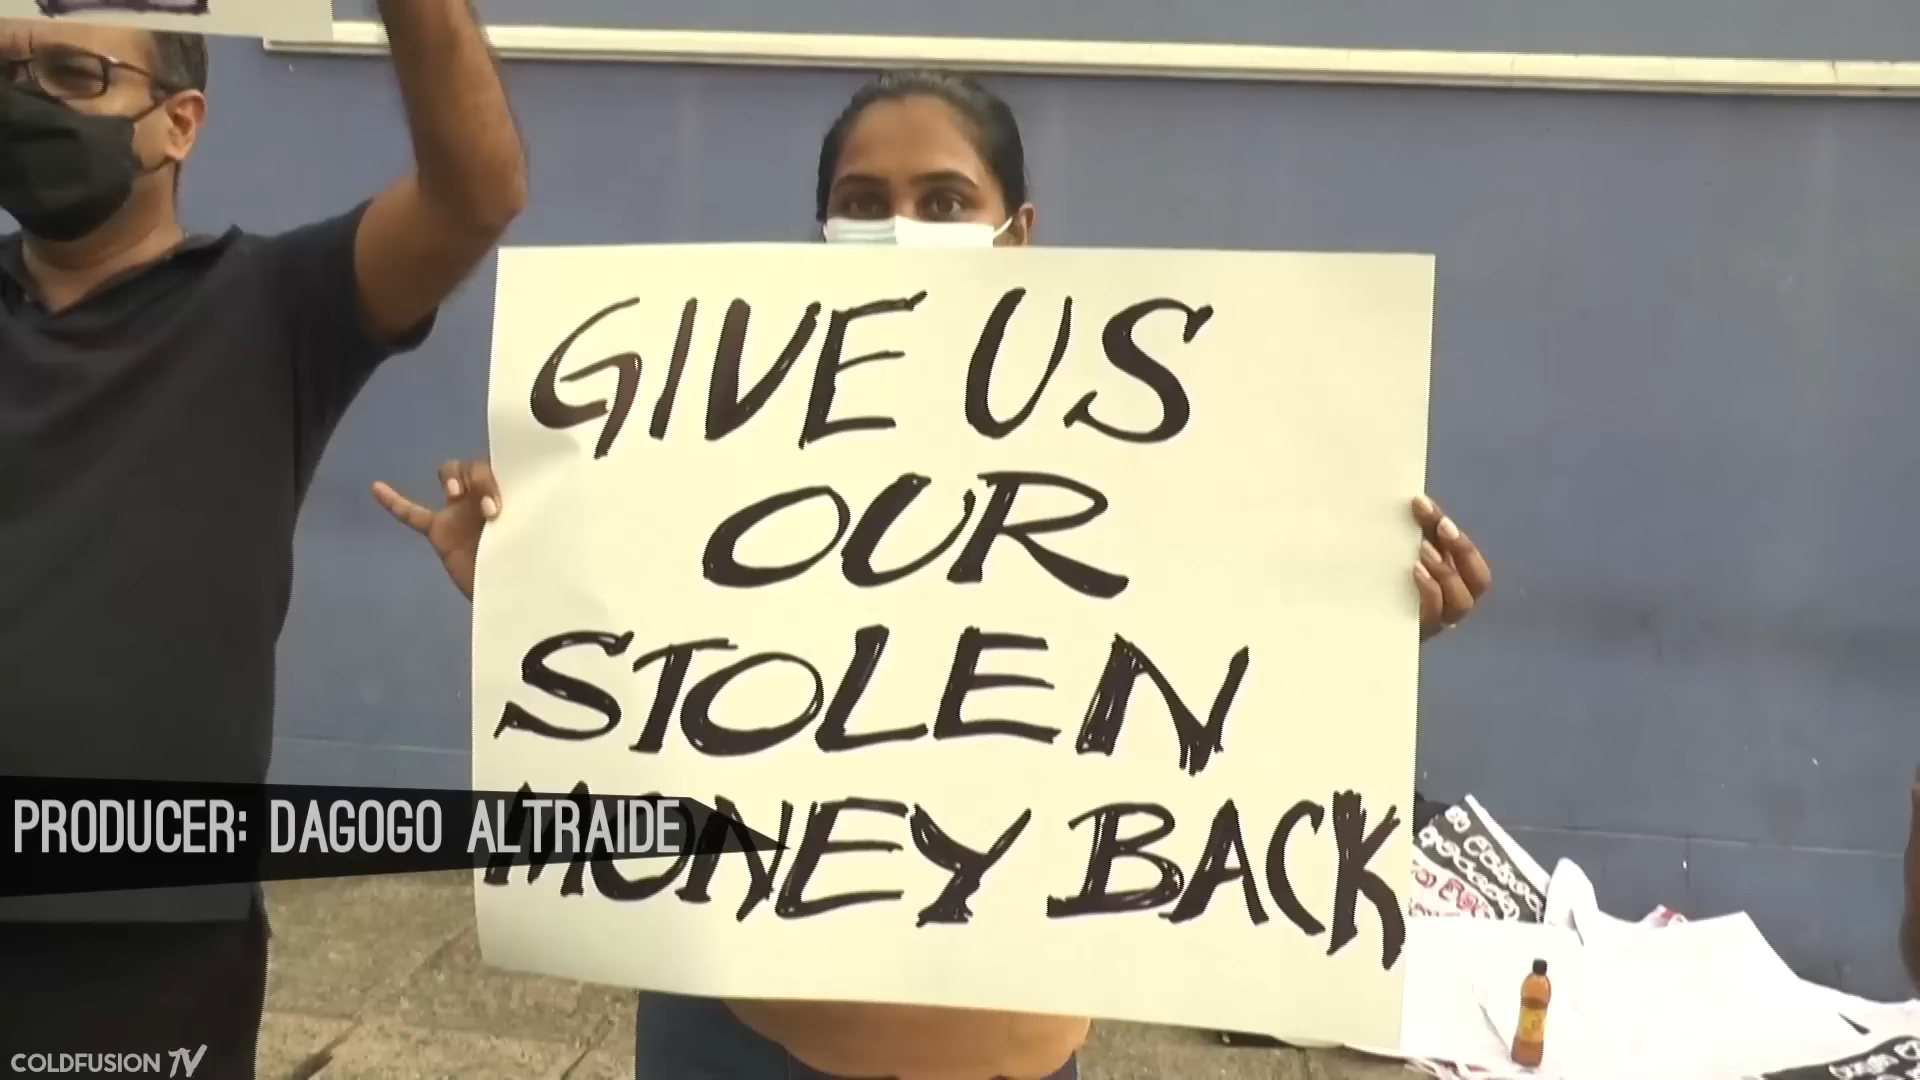 GIVE US
OUR
STOLEN
MONEY BACK
PRODUCER: DAGOGO ALTRAIDE
COLDFUSION TV